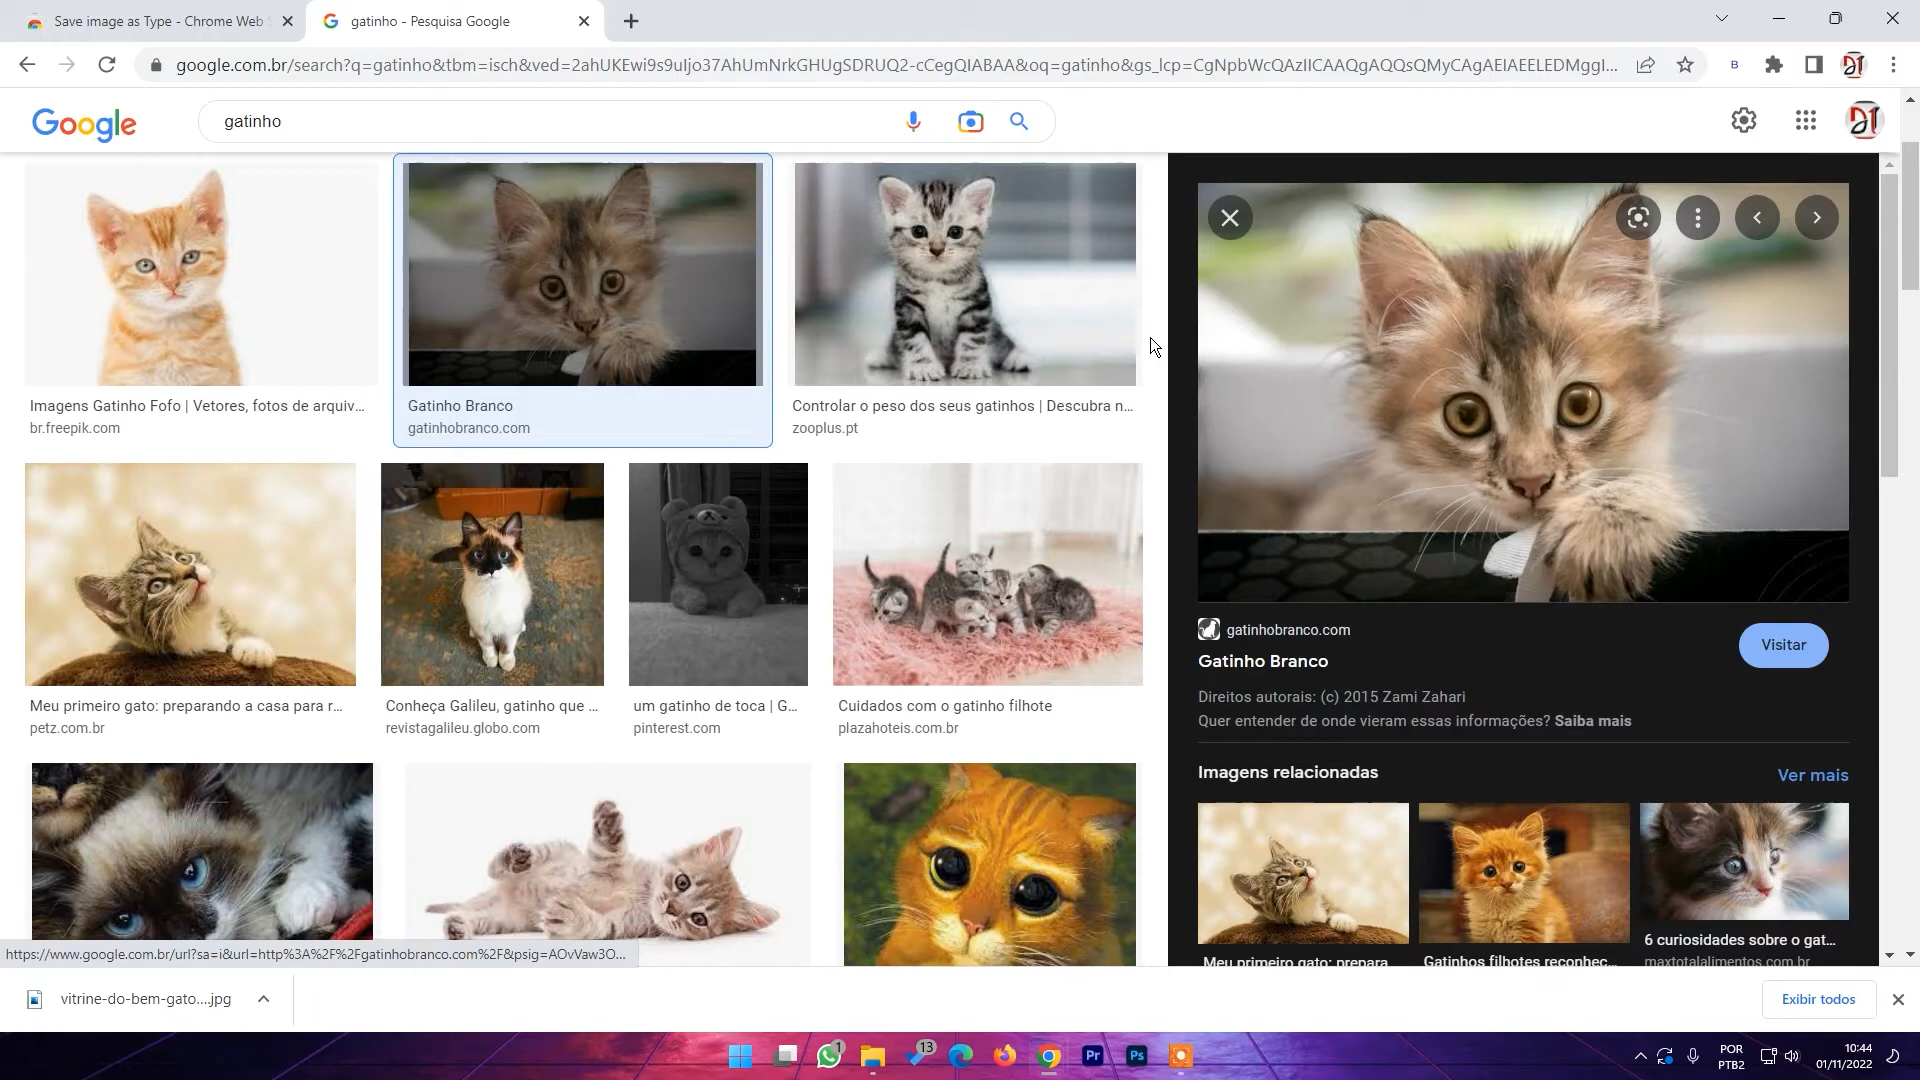 Save image as Type - Chrome Web
gatinho - Pesquisa Google
google.com.br/search?q=gatinho&tbm=isch&ved=2ahUKEwi9s9uIjo37AhUmNrkGHUgSDRUQ2-cCegQIABAA&oq=gatinho&gs_lcp=CgNpbWcQAzIICAAQgAQQsQMyCAgAEIAEELEDMggI...
B
Google
gatinho
Imagens Gatinho Fofo | Vetores, fotos de arquiv...
br.freepik.com
Gatinho Branco
gatinhobranco.com
Controlar o peso dos seus gatinhos | Descubra n...
zooplus.pt
Meu primeiro gato: preparando a casa para r...
petz.com.br
Conheça Galileu, gatinho que ...
revistagalileu.globo.com
um gatinho de toca | G...
pinterest.com
Cuidados com o gatinho filhote
plazahoteis.com.br
gatinhobranco.com
Visitar
Gatinho Branco
Direitos autorais: (c) 2015 Zami Zahari
Quer entender de onde vieram essas informações? Saiba mais
Imagens relacionadas
Ver mais
Meu primeiro gato: prepara
Gatinhos filhotes reconhec...
6 curiosidades sobre o gat...
maxtotalalimentos.com.br
https://www.google.com.br/url?sa=i&url=http%3A%2F%2Fgatinhobranco.com%2F&psig=AOvVaw3O...
vitrine-do-bem-gato....jpg
Exibir todos
1
13
Pr
Ps
POR
PTB2
10:44
01/11/2022